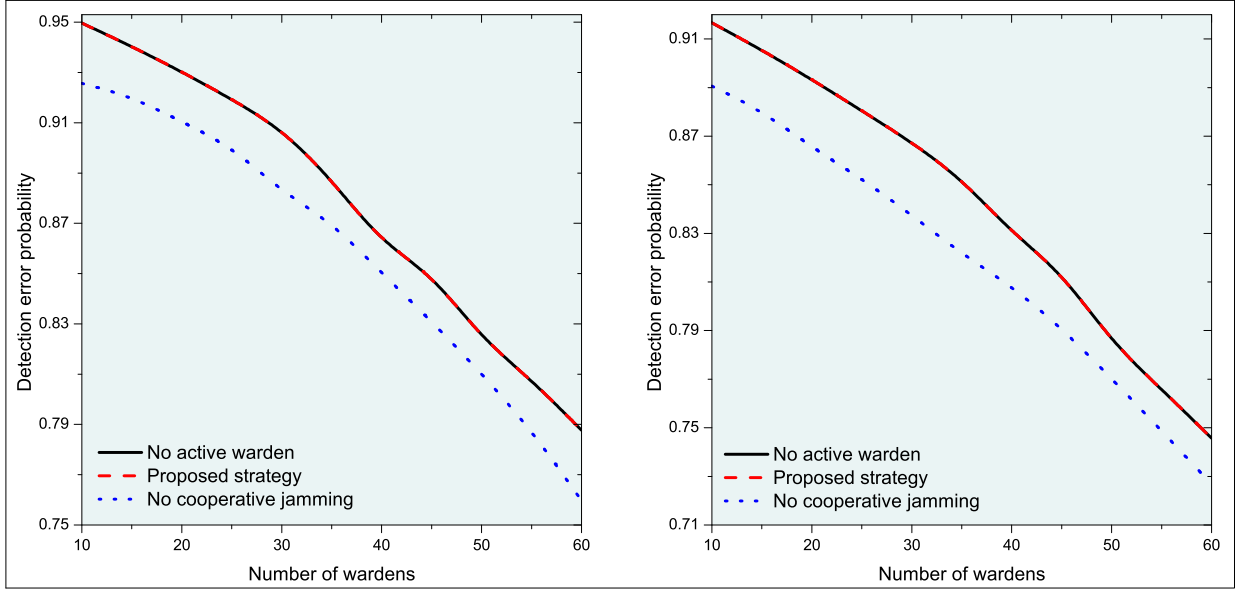 0.95
0.91
0.87
0.83
0.79
0.75
10 20 30 40 50 60
Detection error probability
Number of wardens
No active warden
Proposed strategy
No cooperative jamming
0.91
0.87
0.83
0.79
0.75
0.71
10 20 30 40 50 60
Detection error probability
Number of wardens
No active warden
Proposed strategy
No cooperative jamming